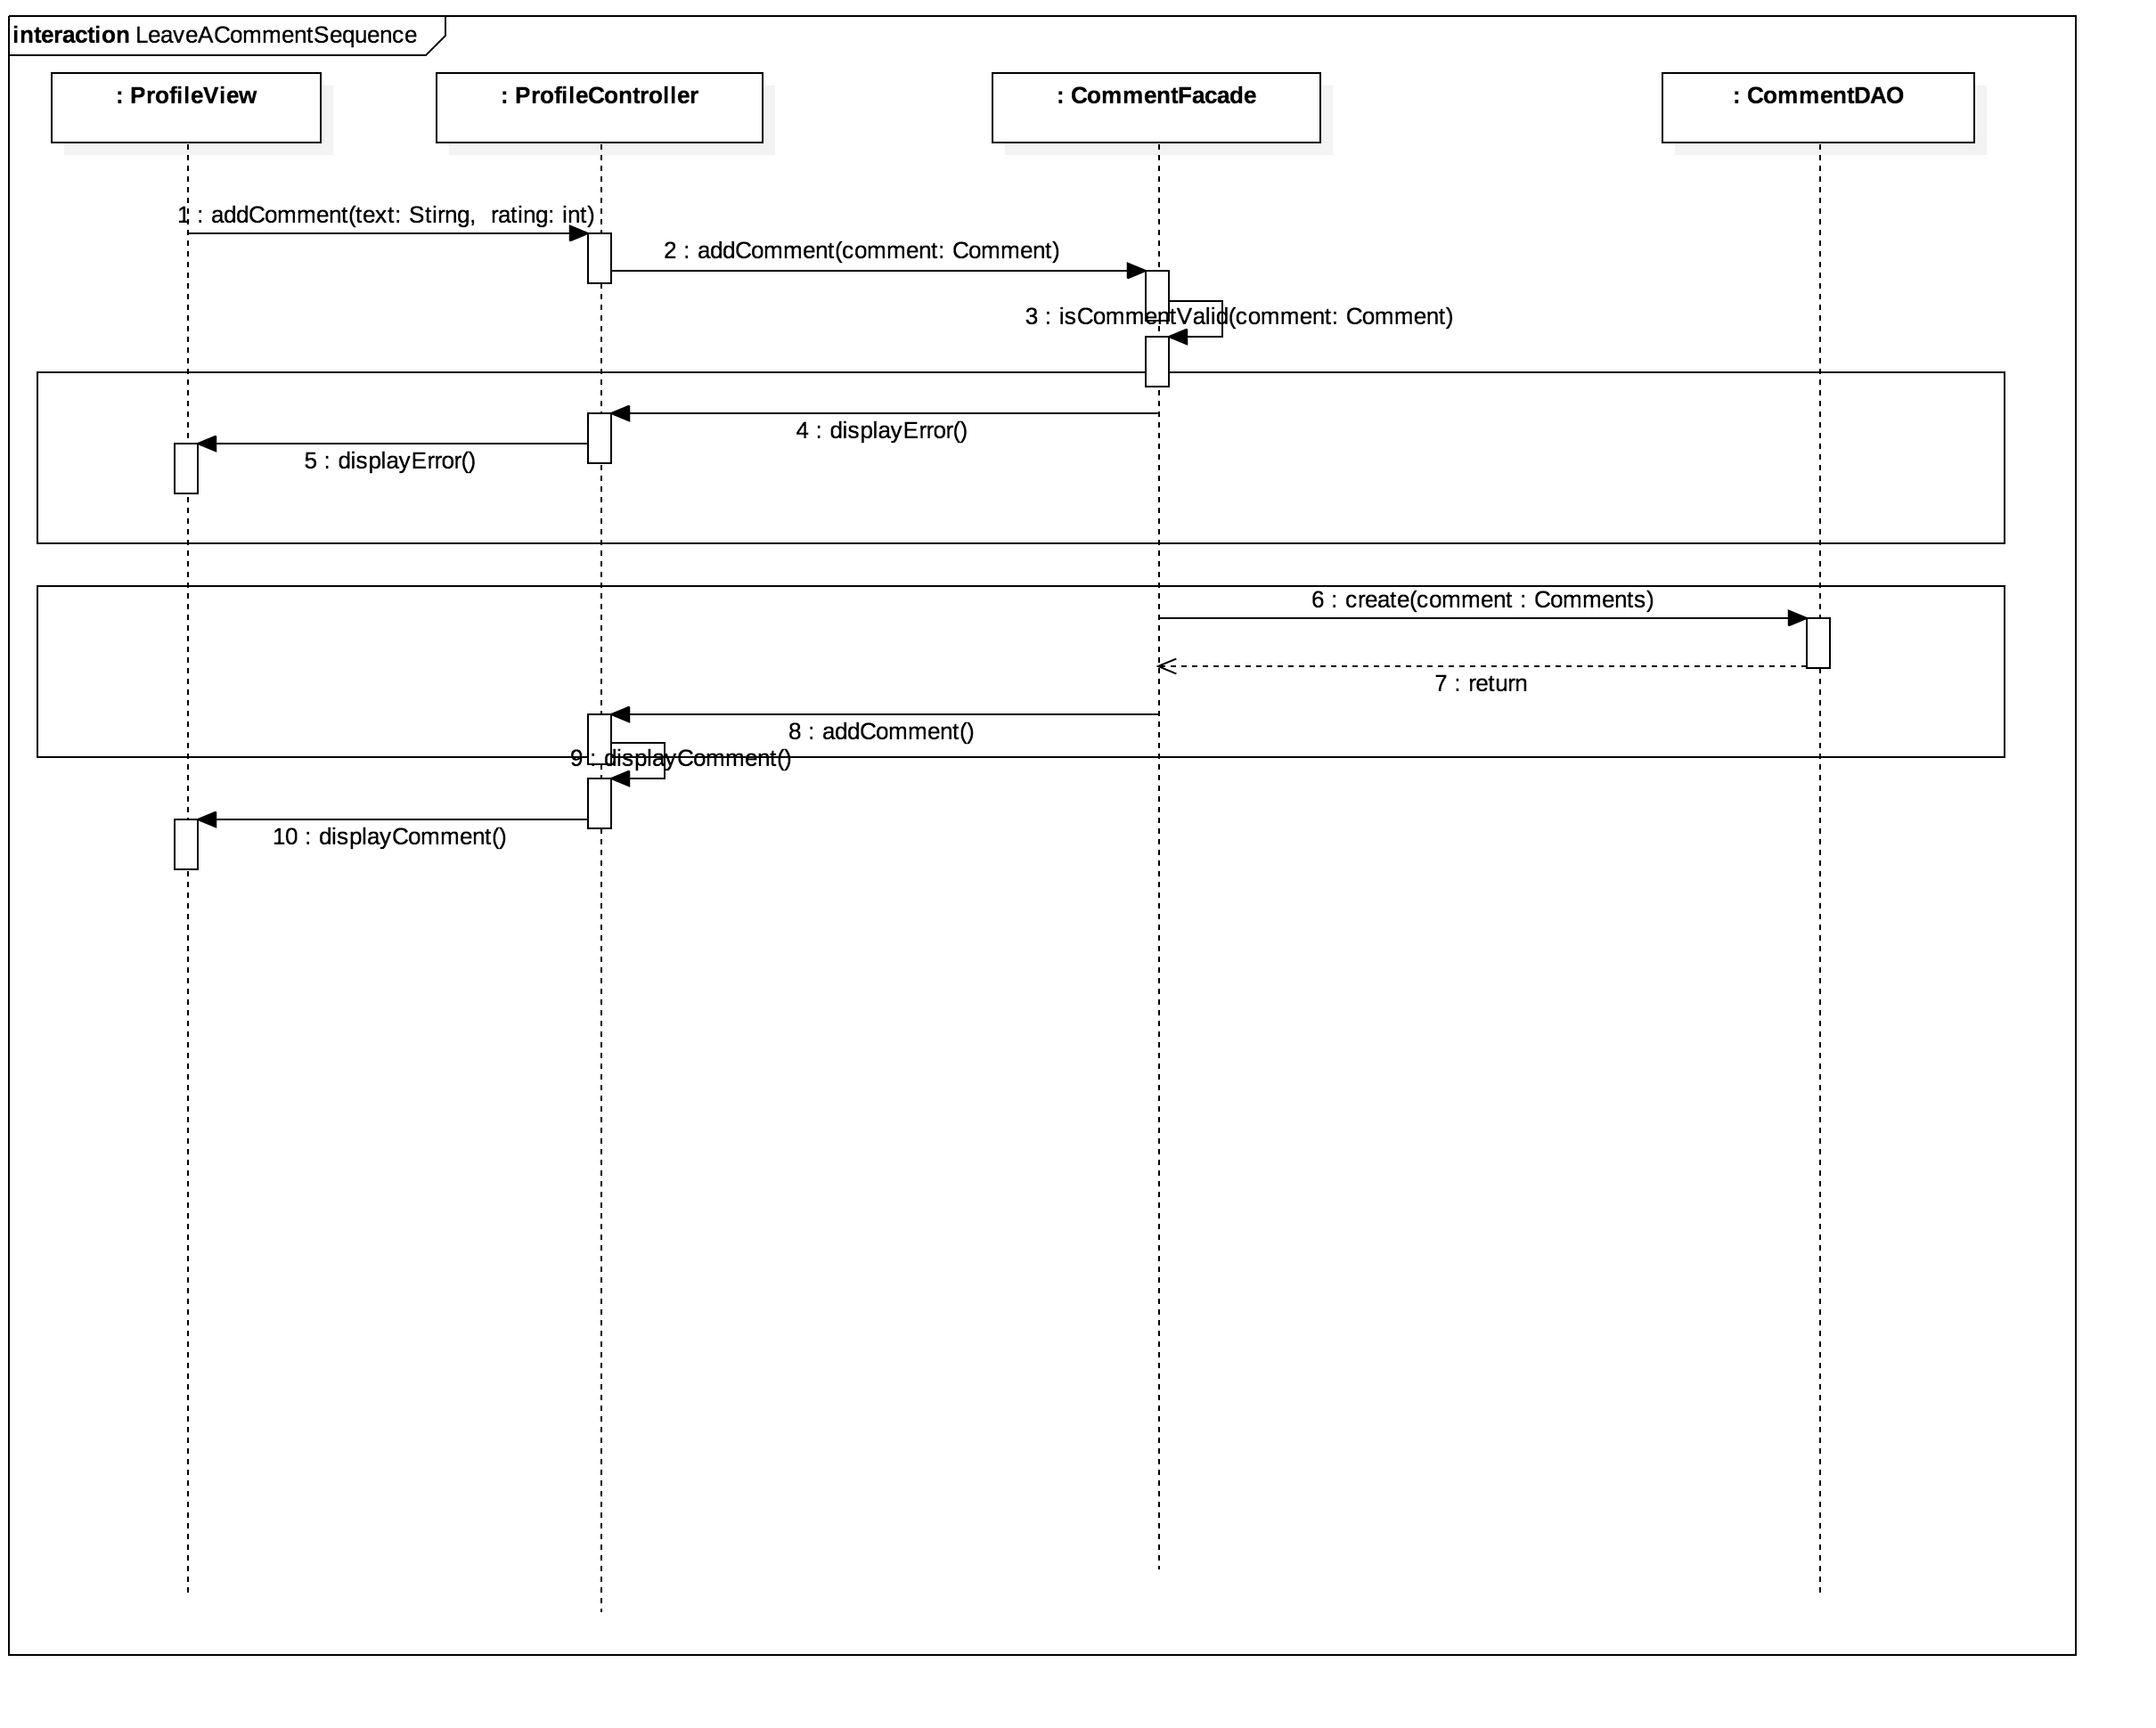 interaction LeaveACommentSequence
: ProfileView
: ProfileController
: CommentFacade
: CommentDAO
1 : addComment(text: Stirng,  rating: int)
2 : addComment(comment: Comment)
3 : isCommentValid(comment: Comment)
4 : displayError()
5 : displayError()
6 : create(comment : Comments)
7 : return
8 : addComment()
9 : displayComment()
10 : displayComment()